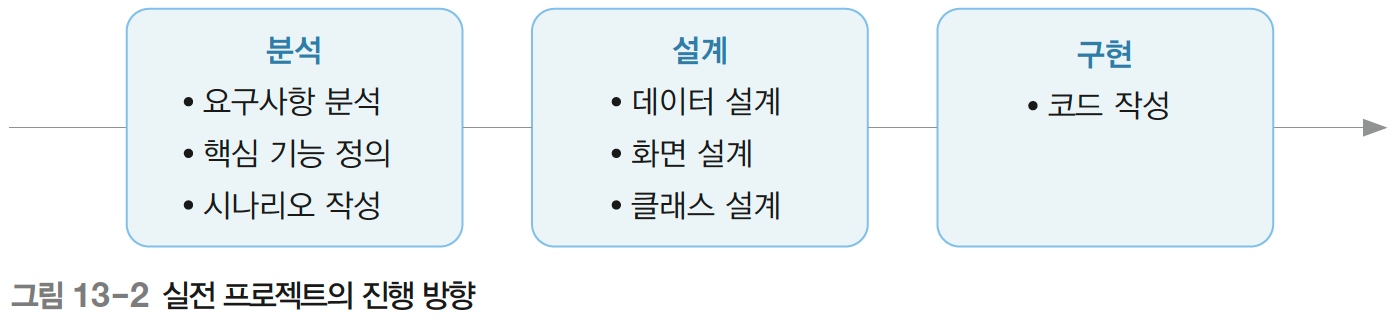 분석
• 요구사항 분석
• 핵심 기능 정의
• 시나리오 작성
설계
• 데이터 설계
• 화면 설계
• 클래스 설계
구현
• 코드 작성
그림 13-2 실전 프로젝트의 진행 방향